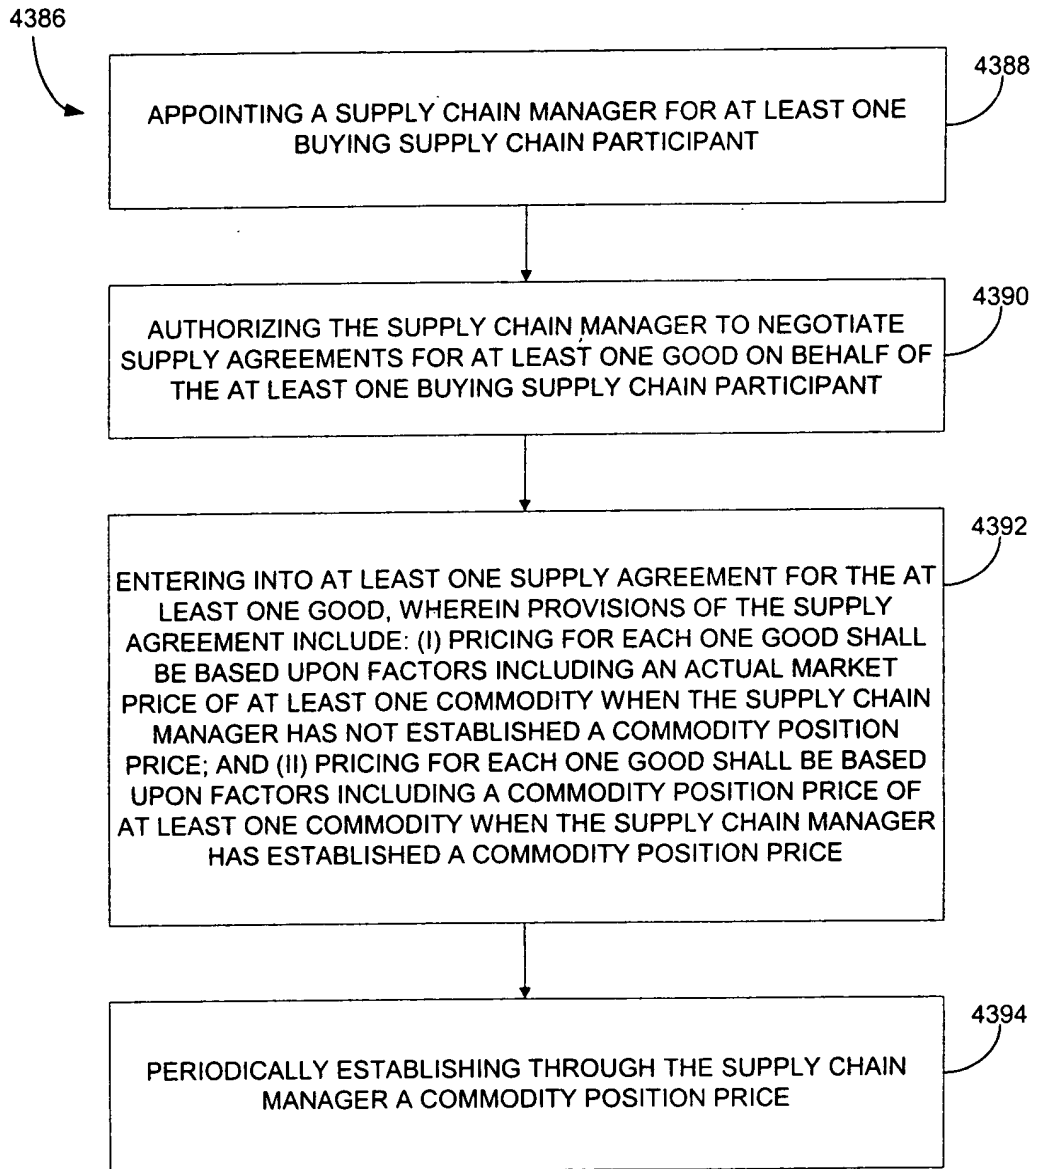 4386
4388
APPOINTING A SUPPLY CHAIN MANAGER FOR AT LEAST ONE
BUYING SUPPLY CHAIN PARTICIPANT
4390
AUTHORIZING THE SUPPLY CHAIN MANAGER TO NEGOTIATE
SUPPLY AGREEMENTS FOR AT LEAST ONE GOOD ON BEHALF OF
THE AT LEAST ONE BUYING SUPPLY CHAIN PARTICIPANT
4392
ENTERING INTO AT LEAST ONE SUPPLY AGREEMENT FOR THE AT
LEAST ONE GOOD, WHEREIN PROVISIONS OF THE SUPPLY
AGREEMENT INCLUDE: (I) PRICING FOR EACH ONE GOOD SHALL
BE BASED UPON FACTORS INCLUDING AN ACTUAL MARKET
PRICE OF AT LEAST ONE COMMODITY WHEN THE SUPPLY CHAIN
MANAGER HAS NOT ESTABLISHED A COMMODITY POSITION
PRICE; AND (II) PRICING FOR EACH ONE GOOD SHALL BE BASED
UPON FACTORS INCLUDING A COMMODITY POSITION PRICE OF
AT LEAST ONE COMMODITY WHEN THE SUPPLY CHAIN MANAGER
HAS ESTABLISHED A COMMODITY POSITION PRICE
4394
PERIODICALLY ESTABLISHING THROUGH THE SUPPLY CHAIN
MANAGER A COMMODITY POSITION PRICE